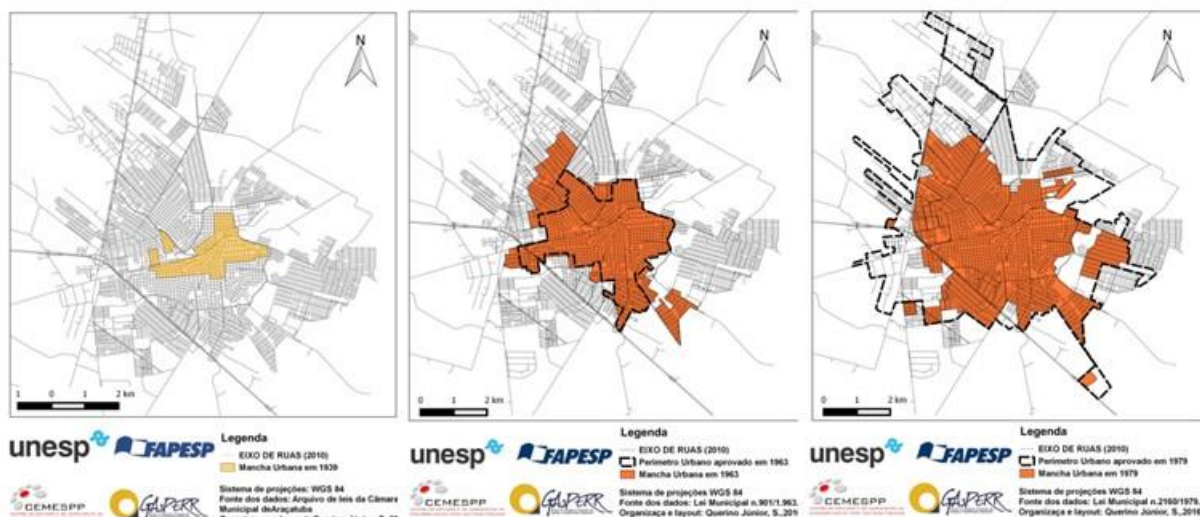 N
1 0 1 2 km
unesp FAPESP
CEMESPP GASPERR
Legenda
EIXO DE RUAS (2010)
Mancha Urbana em 1939
Sistema de projeções: WGS 84
Fonte dos dados: Arquivo de leis da Câmara
Municipal deAraçatuba
N
0 1 2 km
unesp FAPESP
CEMESPP GASPERR
Legenda
EIXO DE RUAS (2010)
Perímetro Urbano aprovado em 1963
Mancha Urbana em 1963
Sistema de projeções WGS 84
Fonte dos dados: Lei Municipal n.901/1.963.
Organizaça e layout: Querino Júnior, S.,201
N
0 1 2 km
unesp FAPESP
CEMESPP GASPERR
Legenda
EIXO DE RUAS (2010)
Perímetro Urbano aprovado em 1979
Mancha Urbana em 1979
Sistema de projeções WGS 84
Fonte dos dados: Lei Municipal n.2160/1979.
Organizaça e layout: Querino Júnior, S.,201